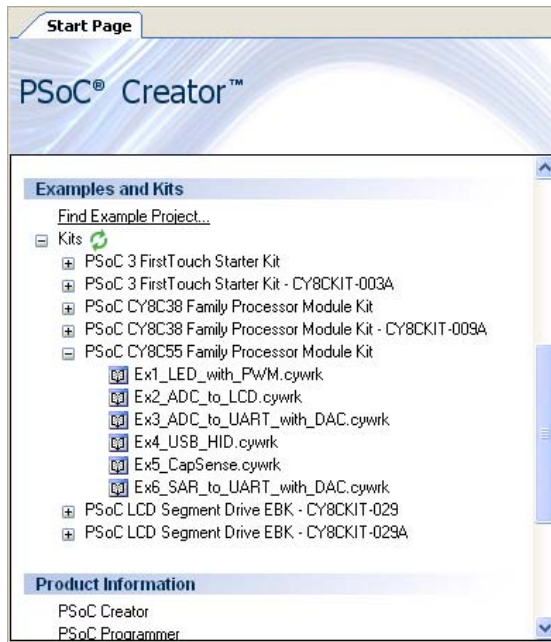 Start Page
PSoC® Creator™
Examples and Kits
Find Example Project...
Kits
PSoC 3 FirstTouch Starter Kit
PSoC 3 FirstTouch Starter Kit - CY8CKIT-003A
PSoC CY8C38 Family Processor Module Kit
PSoC CY8C38 Family Processor Module Kit - CY8CKIT-009A
PSoC CY8C55 Family Processor Module Kit
Ex1_LED_with_PWM.cywrk
Ex2_ADC_to_LCD.cywrk
Ex3_ADC_to_UART_with_DAC.cywrk
Ex4_USB_HID.cywrk
Ex5_CapSense.cywrk
Ex6_SAR_to_UART_with_DAC.cywrk
PSoC LCD Segment Drive EBK - CY8CKIT-029
PSoC LCD Segment Drive EBK - CY8CKIT-029A
Product Information
PSoC Creator
PSoC Programmer